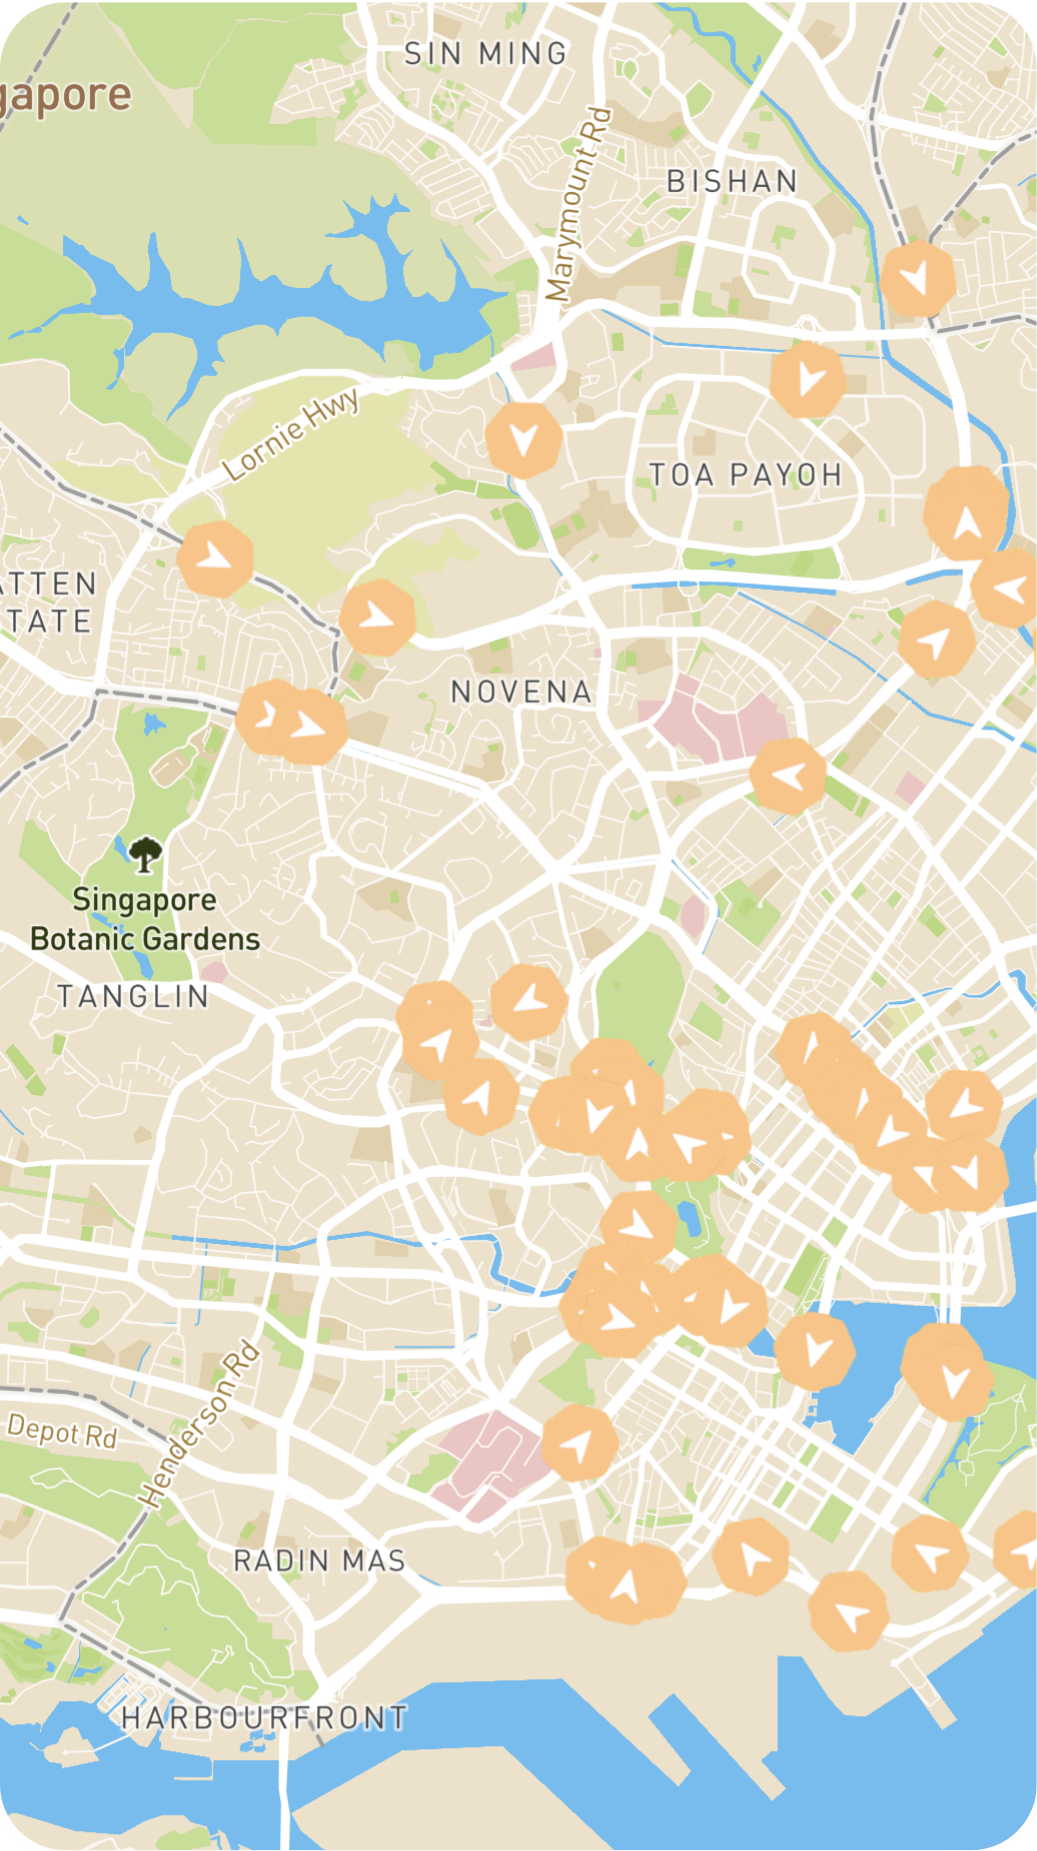 SIN MING
gapore
Marymount Rd
BISHAN
Lornie Hwy
TOA PAYOH
ATTEN
TATE
NOVENA
Singapore
Botanic Gardens
TANGLIN
Henderson Rd
Depot Rd
RADIN MAS
HARBOURFRONT